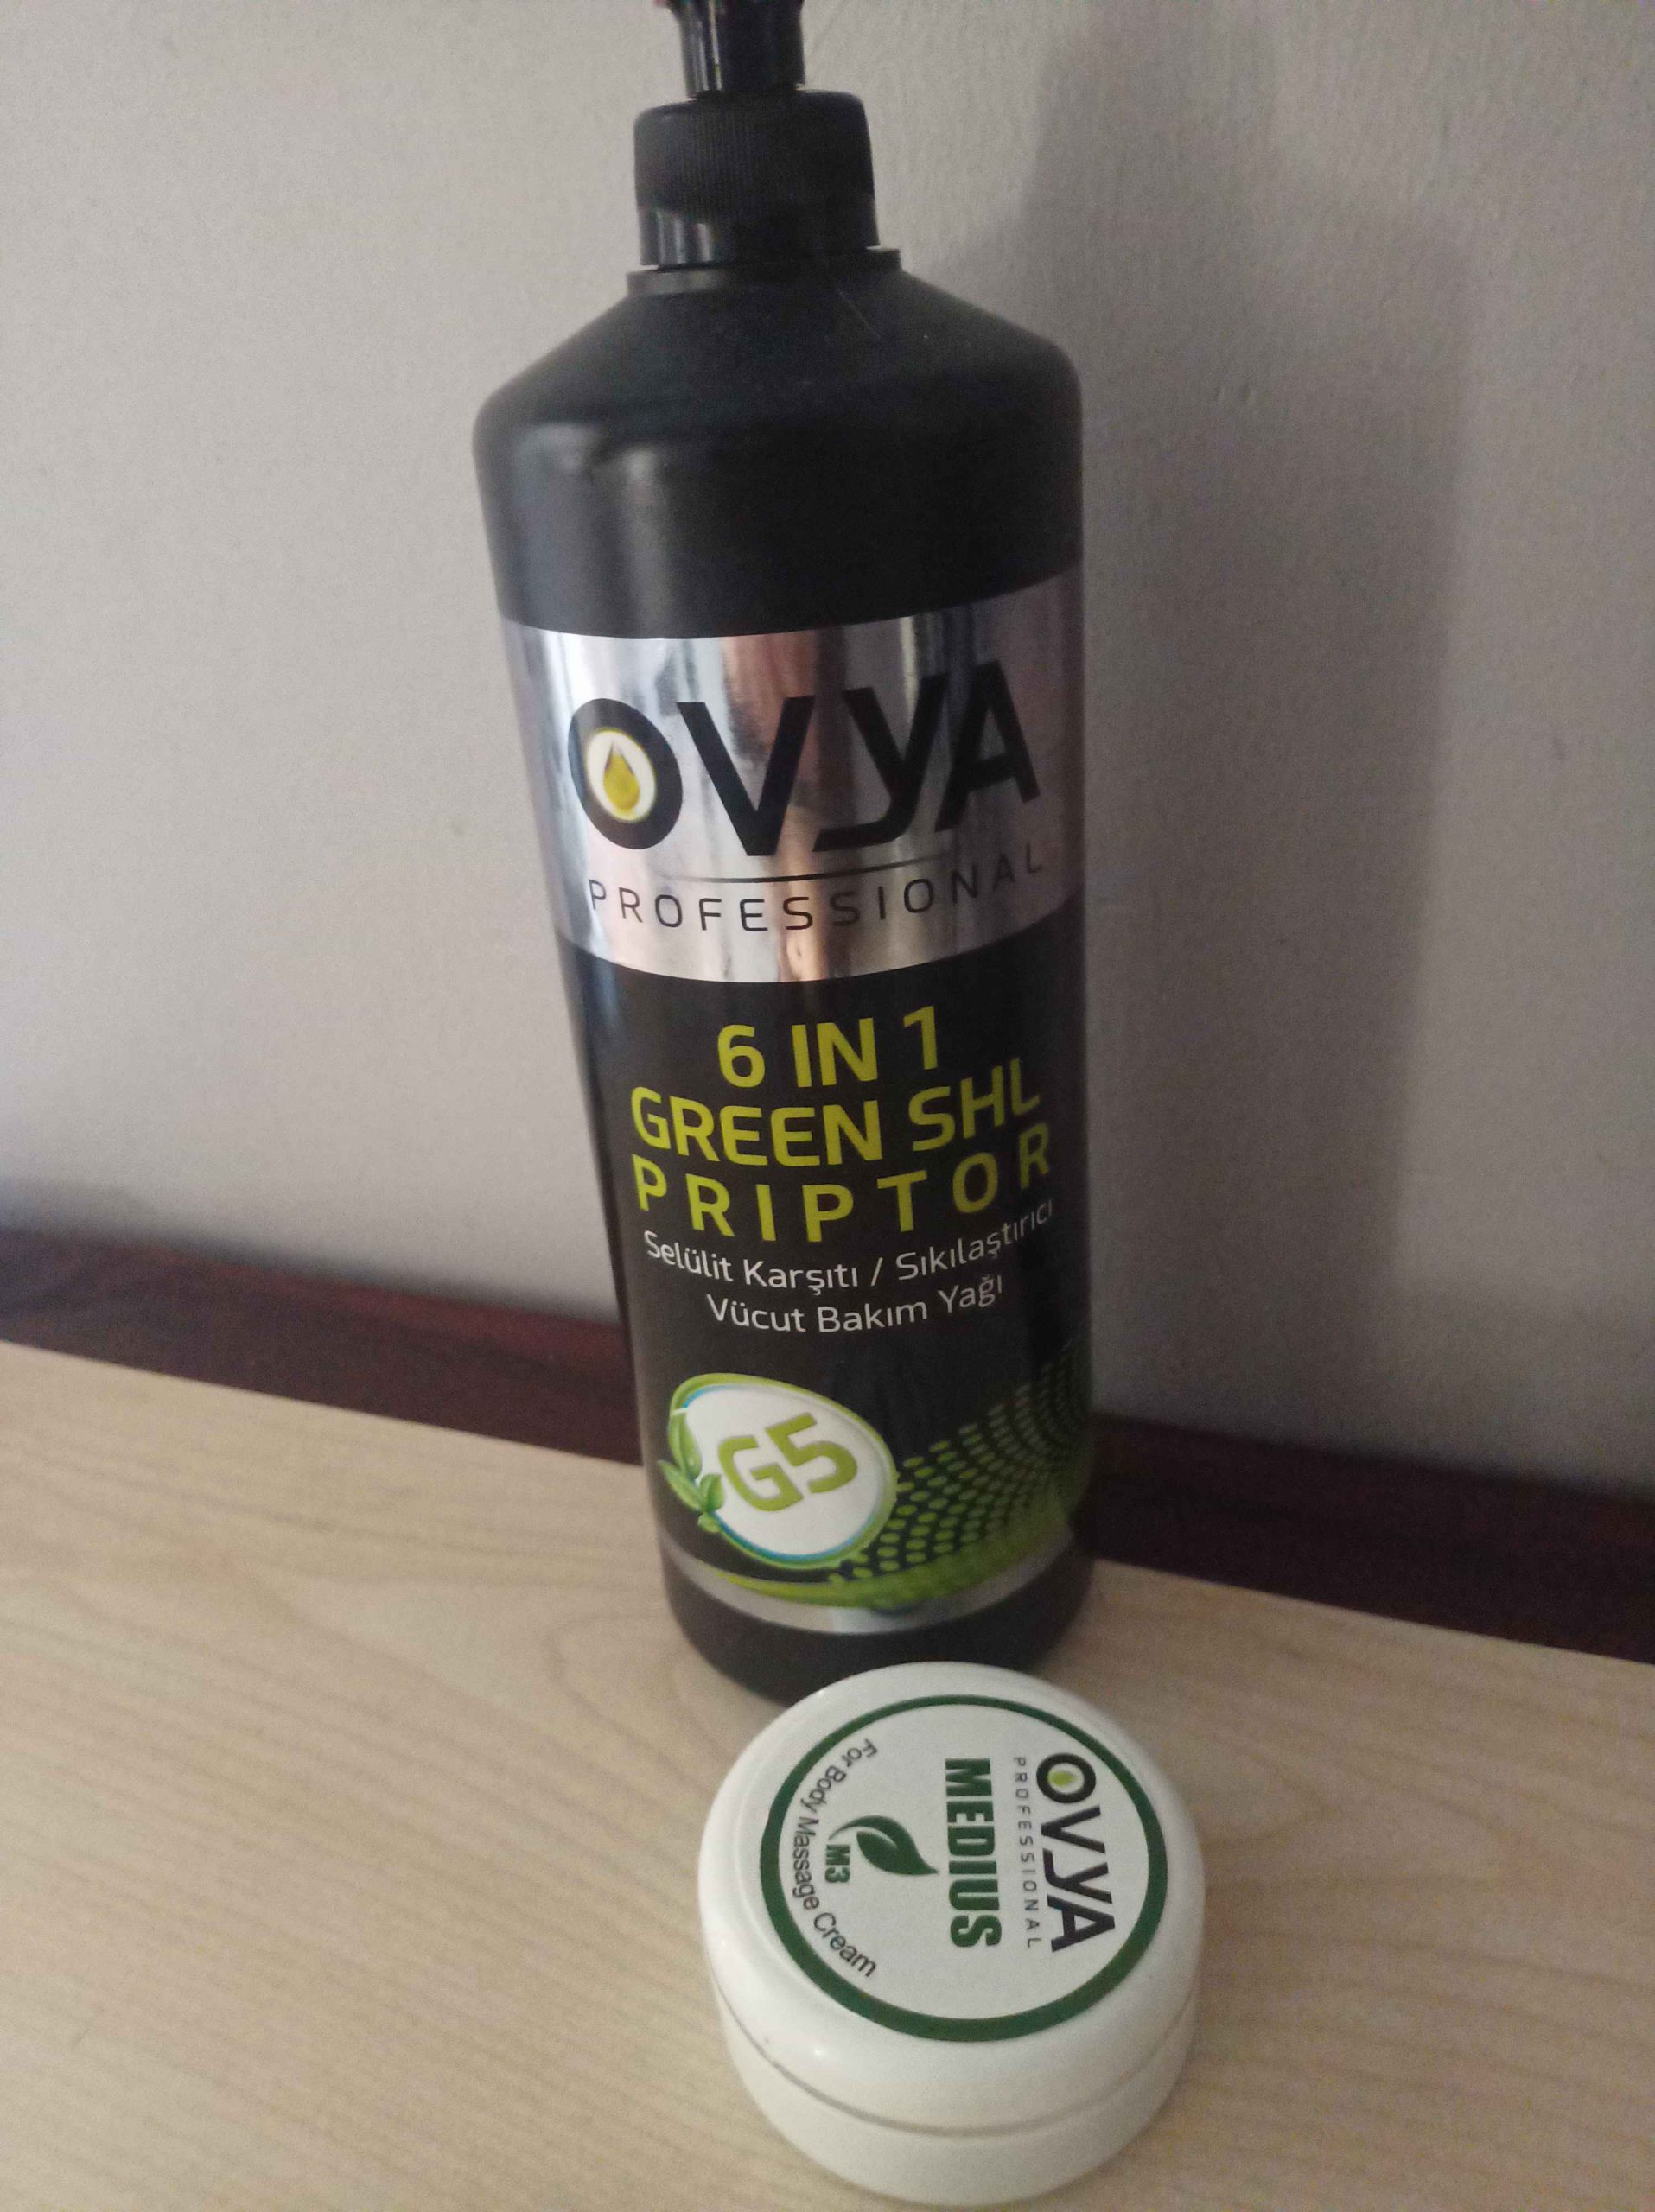 OVYA
PROFESSIONAL
6 IN 1
GREEN SHL
PRIPTOR
Selülit Karşıtı / Sıkılaştırıcı
Vücut Bakım Yağı
G5
OVYA
PROFESSIONAL
MEDIUS
M3
For Body Massage Cream